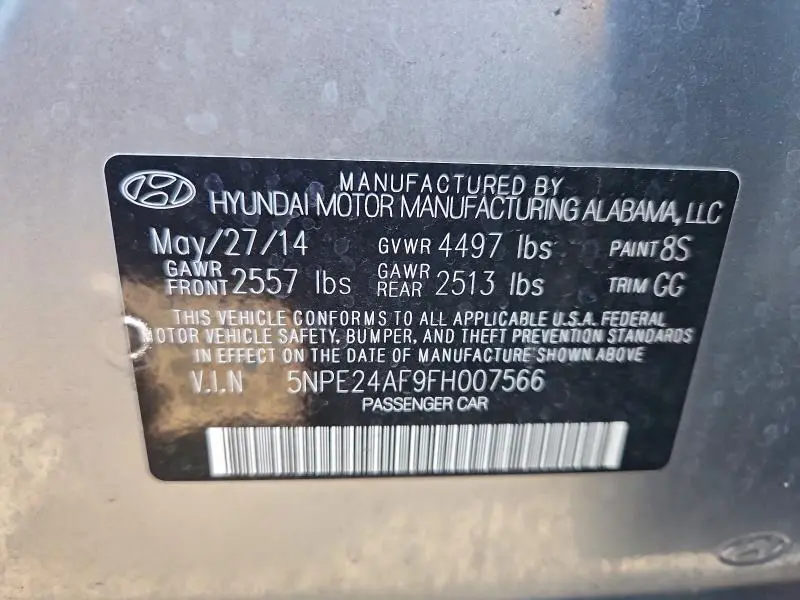 MANUFACTURED BY
HYUNDAI MOTOR MANUFACTURING ALABAMA, LLC
May/27/14 GVWR 4497 lbs PAINT 8S
GAWR FRONT 2557 lbs GAWR REAR 2513 lbs TRIM GG
THIS VEHICLE CONFORMS TO ALL APPLICABLE U.S.A. FEDERAL
MOTOR VEHICLE SAFETY, BUMPER, AND THEFT PREVENTION STANDARDS
IN EFFECT ON THE DATE OF MANUFACTURE SHOWN ABOVE.
V.I.N 5NPE24AF9FH007566
PASSENGER CAR